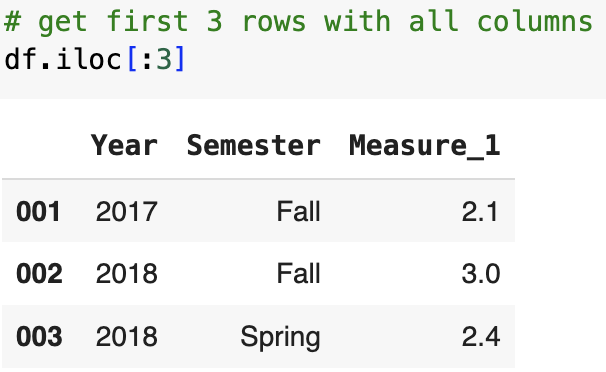 # get first 3 rows with all columns
df.iloc[:3]
Year Semester Measure_1
001 2017 Fall 2.1
002 2018 Fall 3.0
003 2018 Spring 2.4